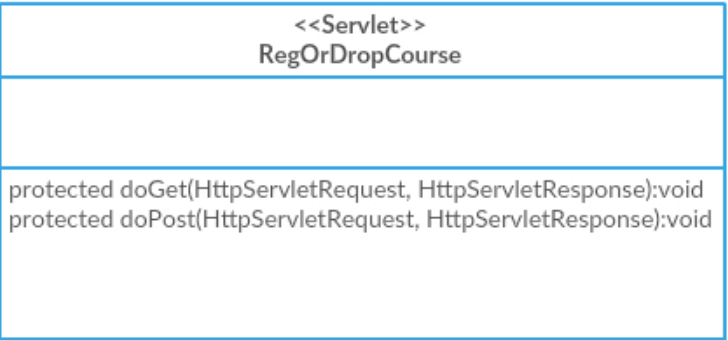 <<Servlet>>
RegOrDropCourse
protected doGet(HttpServletRequest, HttpServletResponse):void
protected doPost(HttpServletRequest, HttpServletResponse):void